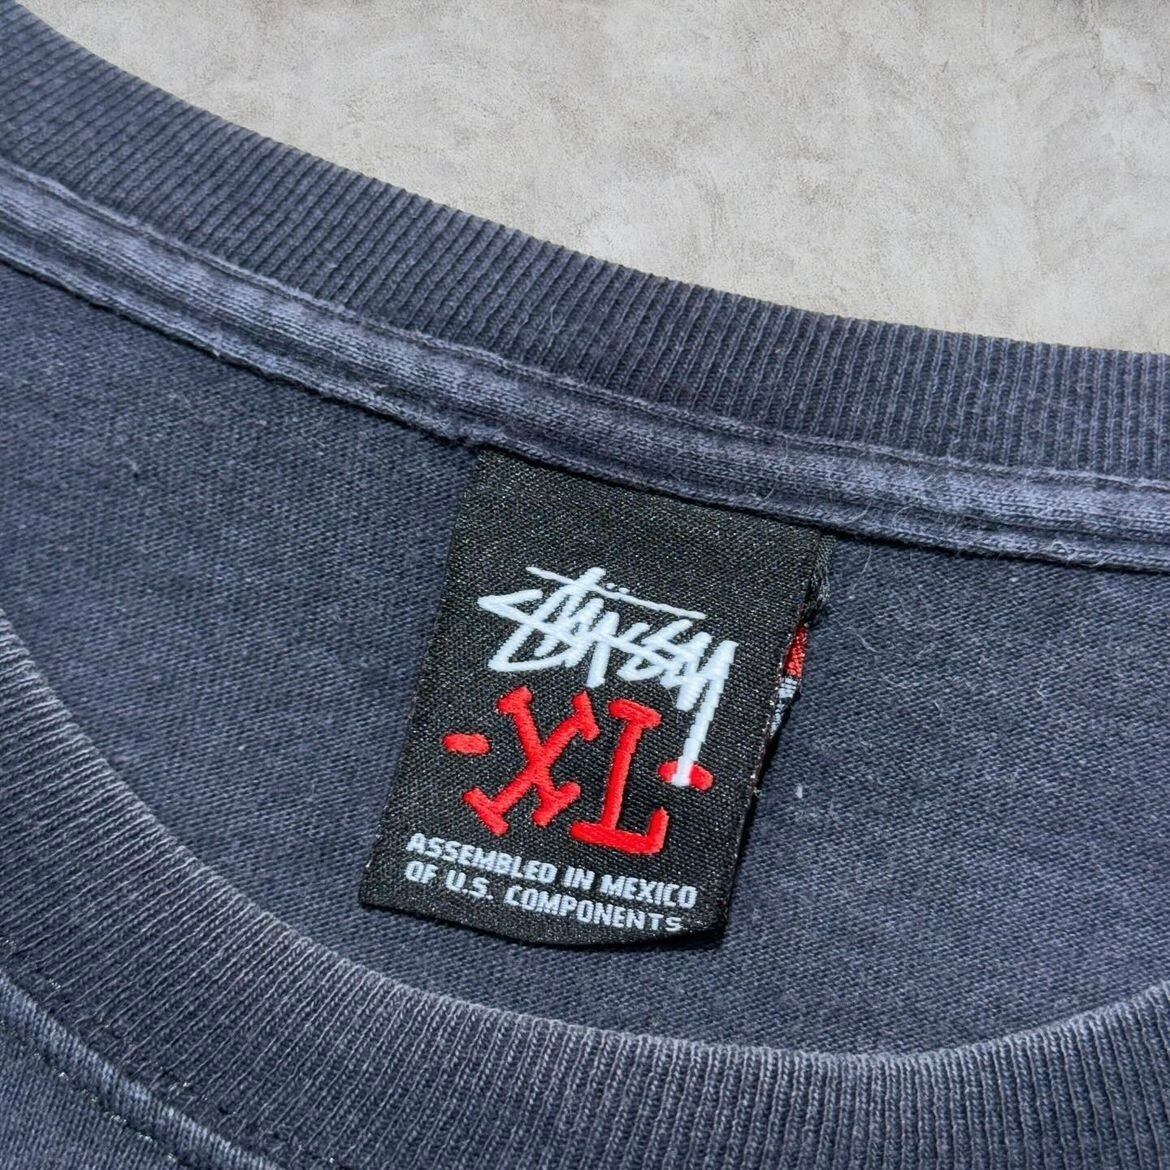 STÜSSY
-XL-
ASSEMBLED IN MEXICO
OF U.S. COMPONENTS